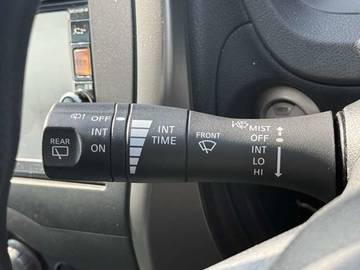 OFF
INT
ON
REAR
INT
TIME
FRONT
MIST
OFF
INT
LO
HI